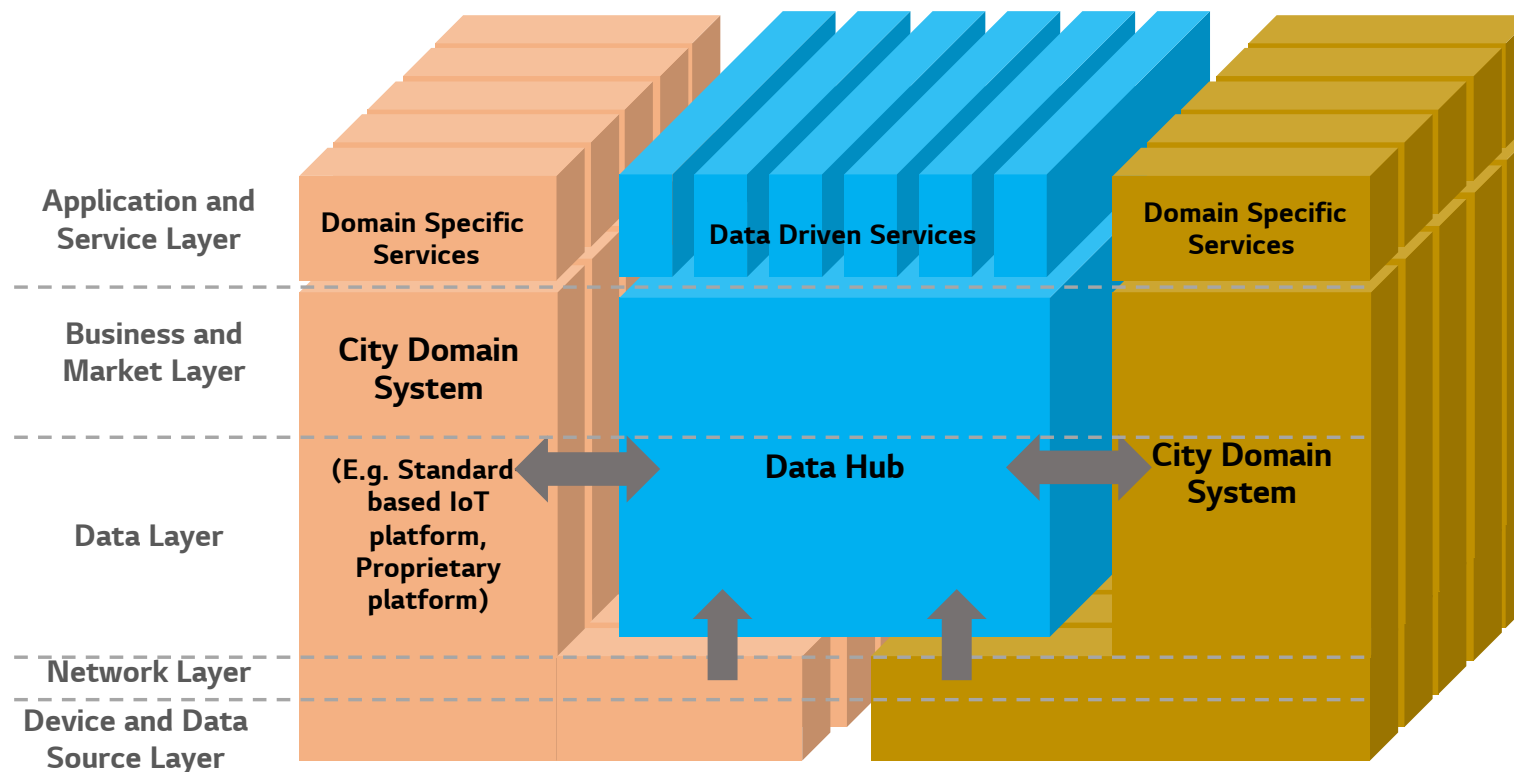 Application and
Service Layer
Business and
Market Layer
Data Layer
Network Layer
Device and Data
Source Layer
Domain Specific
Services
City Domain
System
(E.g. Standard
based IoT
platform,
Proprietary
platform)
Data Driven Services
Data Hub
Domain Specific
Services
City Domain
System